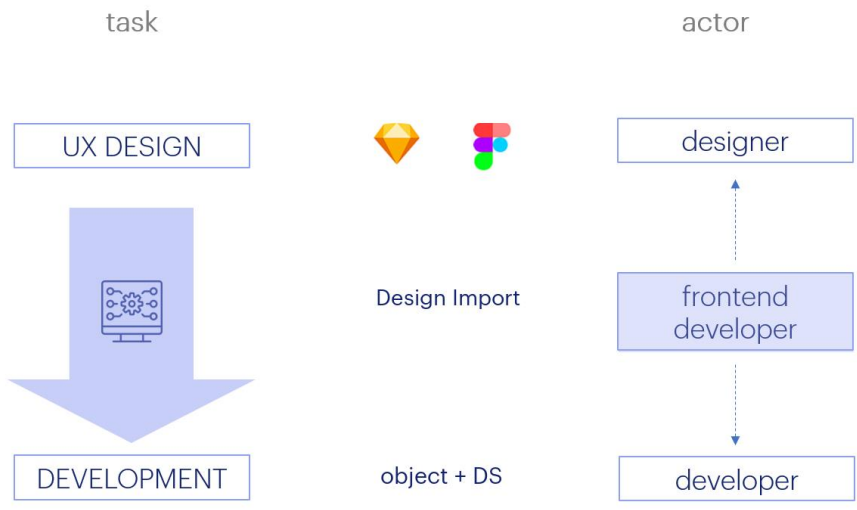 task
actor
UX DESIGN
designer
Design Import
frontend
developer
DEVELOPMENT
object + DS
developer